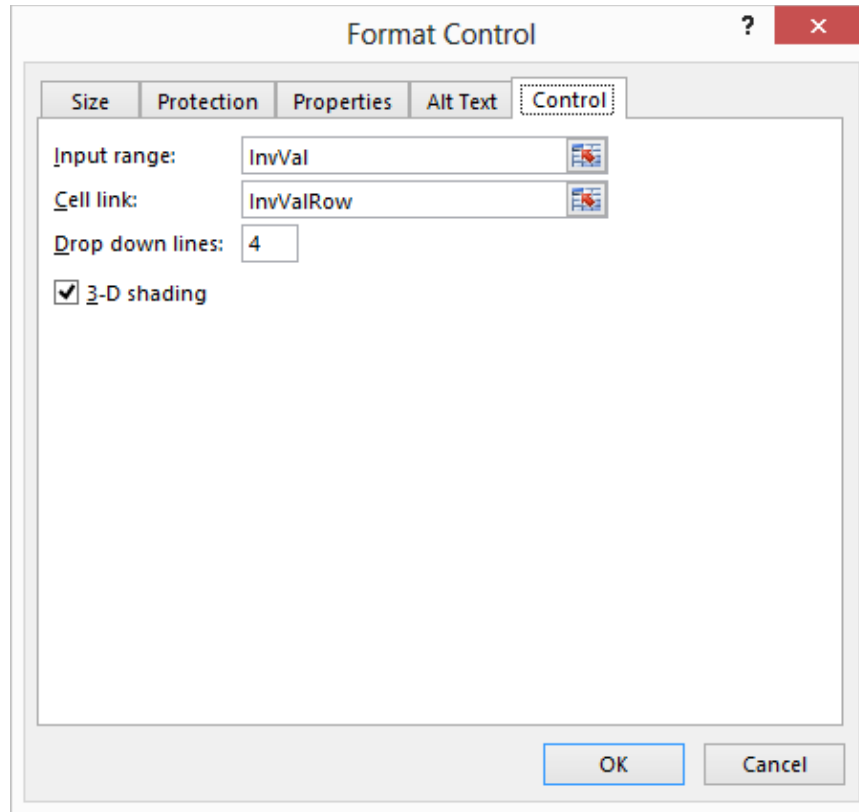 Format Control
?
Size Protection Properties Alt Text Control
Input range: InvVal
Cell link: InvValRow
Drop down lines: 4
3-D shading
OK Cancel